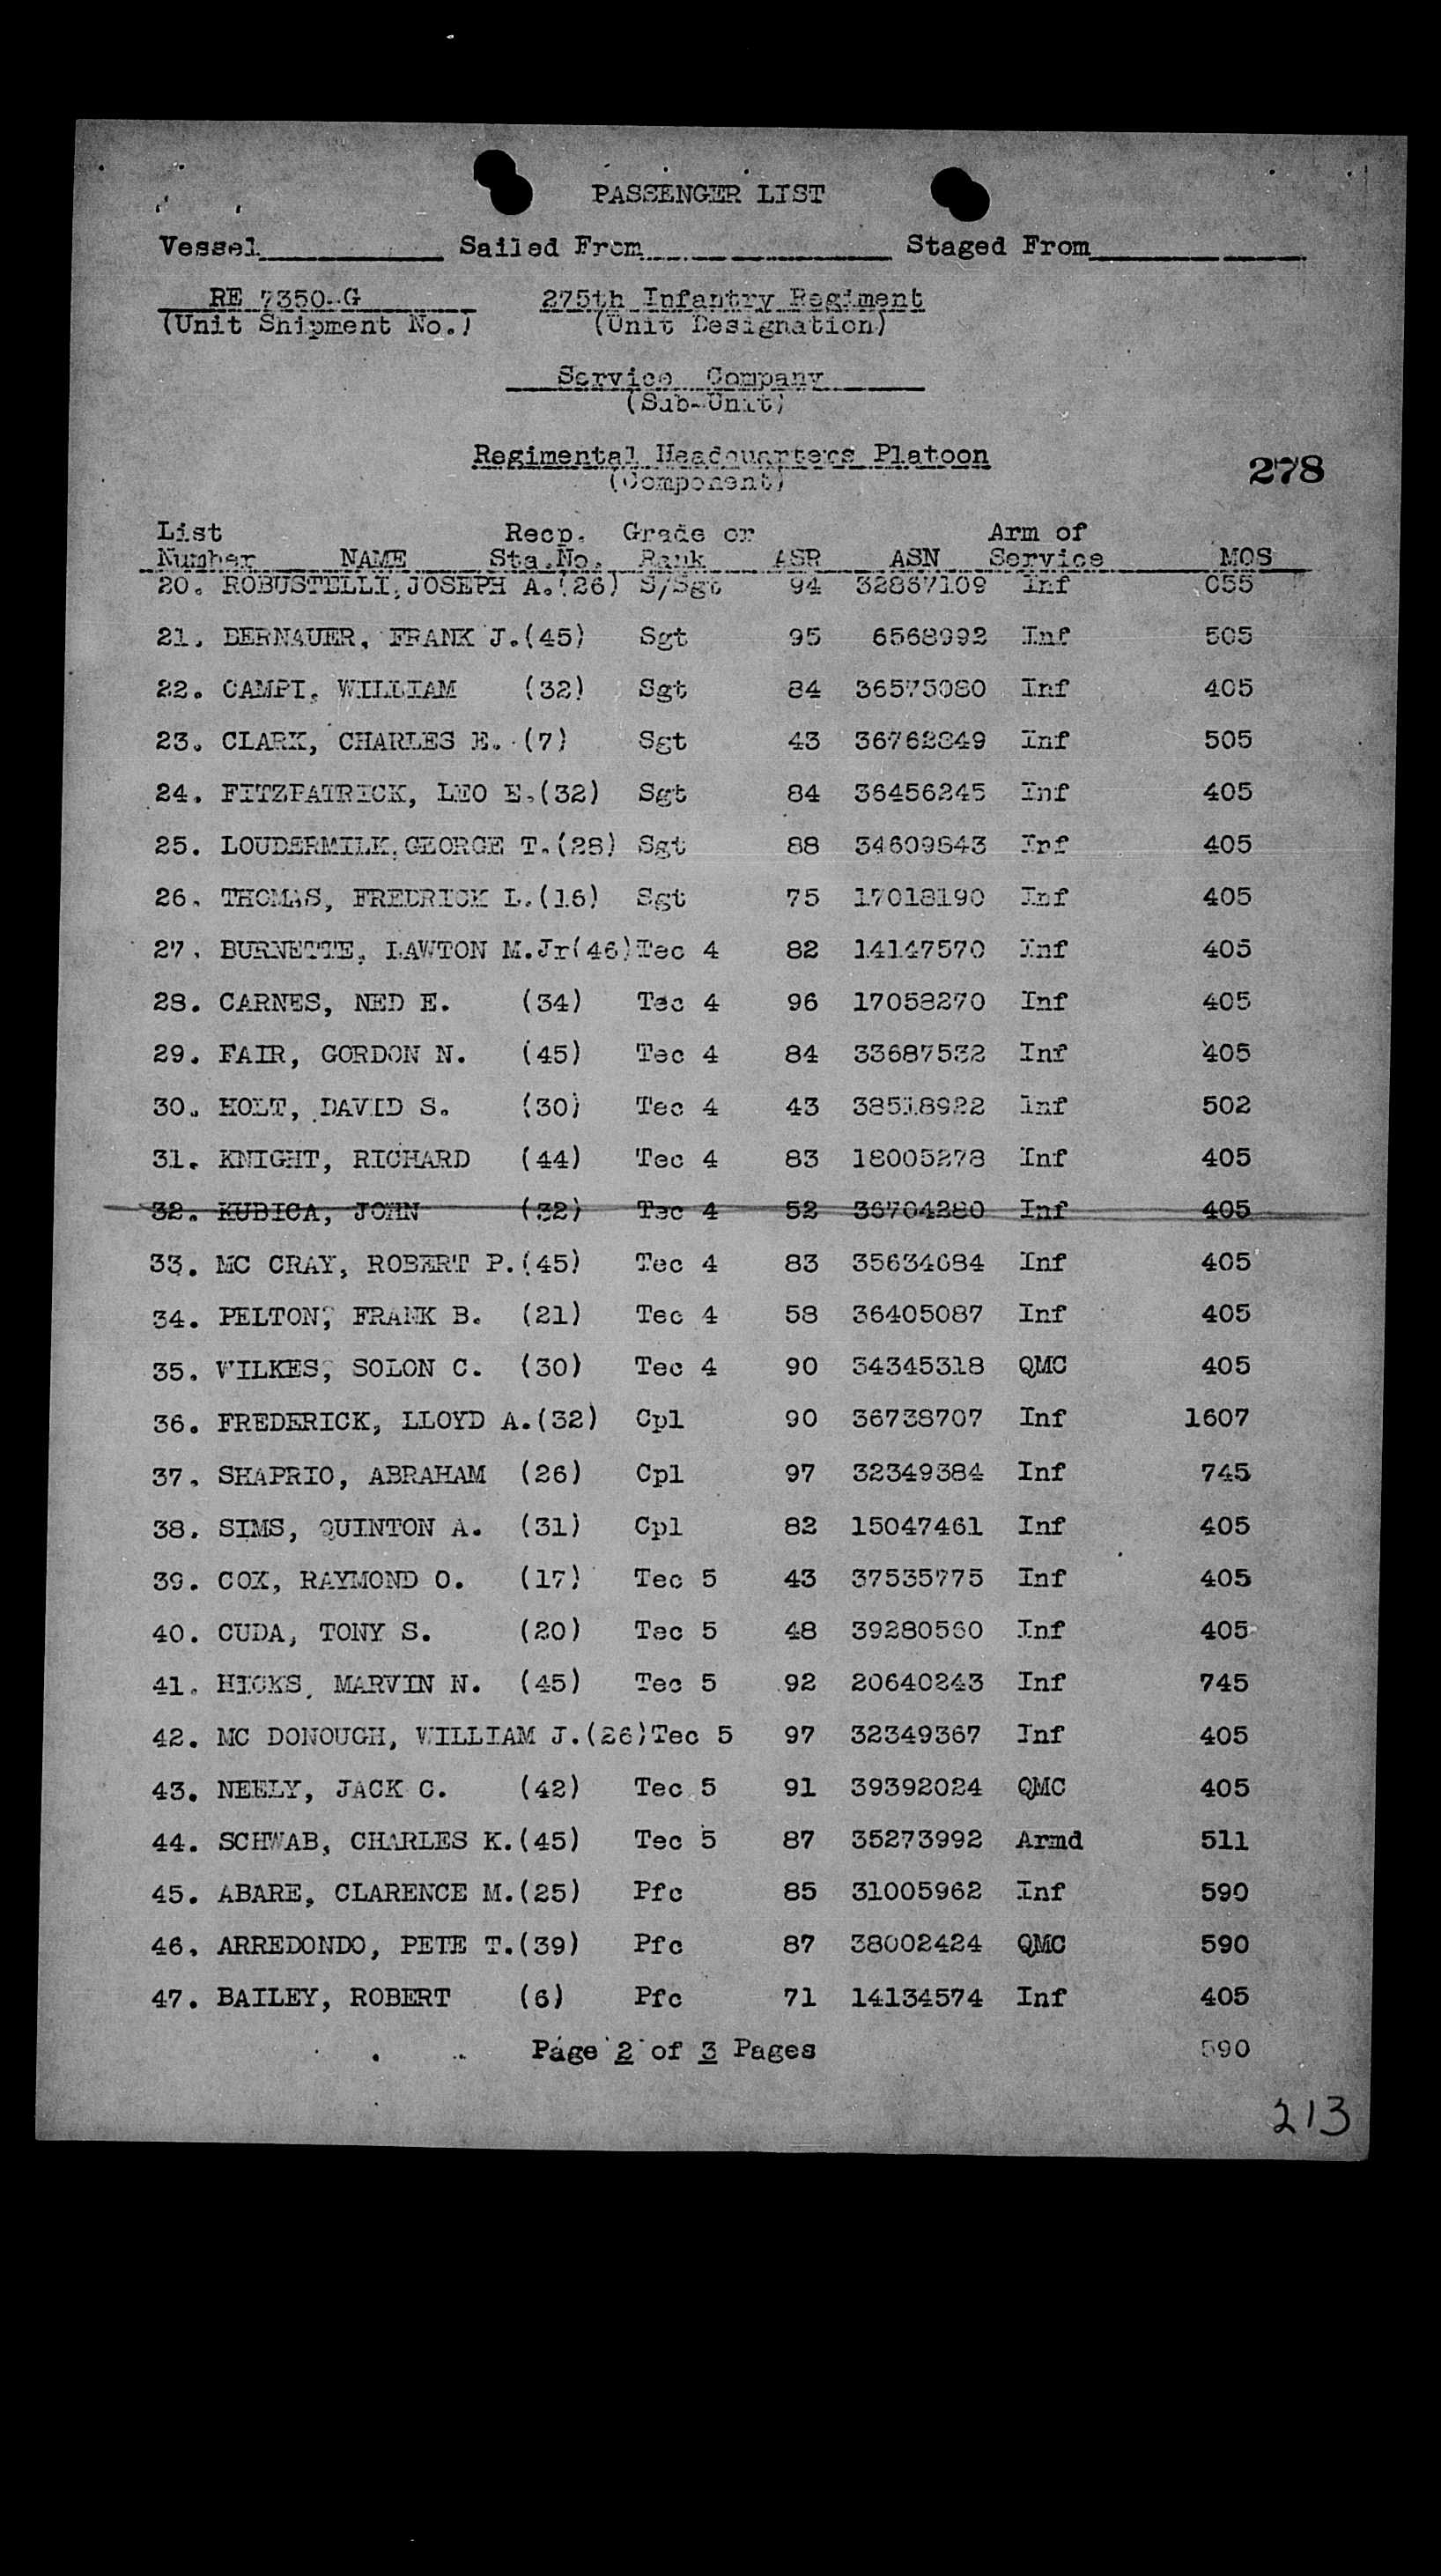 PASSENGER LIST
Vessel____________ Sailed From________________ Staged From______________
RE 7350-G 275th Infantry Regiment
(Unit Shipment No.) (Unit Designation)
Service Company
(Sub-Unit)
Regimental Headquarters Platoon
(Component)
278
List Recp. Grade or Arm of
Number NAME Sta.No. Rank ASR ASN Service MOS
20. ROBUSTELLI, JOSEPH A.(26) S/Sgt 94 32837109 Inf 055
21. DERNAUER, FRANK J.(45) Sgt 95 6568992 Inf 505
22. CAMPI, WILLIAM (32) Sgt 84 36575080 Inf 405
23. CLARK, CHARLES E. (7) Sgt 43 36762849 Inf 505
24. FITZPATRICK, LEO E.(32) Sgt 84 36456245 Inf 405
25. LOUDERMILK, GEORGE T.(28) Sgt 88 34609843 Inf 405
26. THOMAS, FREDRICK L.(16) Sgt 75 17018190 Inf 405
27. BURNETTE, LAWTON M.Jr(46)Tec 4 82 14147570 Inf 405
28. CARNES, NED E. (34) Tec 4 96 17058270 Inf 405
29. FAIR, GORDON N. (45) Tec 4 84 33687532 Inf 405
30. HOLT, DAVID S. (30) Tec 4 43 38518922 Inf 502
31. KNIGHT, RICHARD (44) Tec 4 83 18005278 Inf 405
32. KUBICA, JOHN (32) Tec 4 52 36704280 Inf 405
33. MC CRAY, ROBERT P.(45) Tec 4 83 35634684 Inf 405
34. PELTON, FRANK B. (21) Tec 4 58 36405087 Inf 405
35. WILKES, SOLON C. (30) Tec 4 90 34345318 QMC 405
36. FREDERICK, LLOYD A.(32) Cpl 90 36738707 Inf 1607
37. SHAPRIO, ABRAHAM (26) Cpl 97 32349384 Inf 745
38. SIMS, QUINTON A. (31) Cpl 82 15047461 Inf 405
39. COX, RAYMOND O. (17) Tec 5 43 37535775 Inf 405
40. CUDA, TONY S. (20) Tec 5 48 39280560 Inf 405
41. HICKS, MARVIN N. (45) Tec 5 92 20640243 Inf 745
42. MC DONOUGH, WILLIAM J.(26)Tec 5 97 32349367 Inf 405
43. NEELY, JACK C. (42) Tec 5 91 39392024 QMC 405
44. SCHWAB, CHARLES K.(45) Tec 5 87 35273992 Armd 511
45. ABARE, CLARENCE M.(25) Pfc 85 31005962 Inf 590
46. ARREDONDO, PETE T.(39) Pfc 87 38002424 QMC 590
47. BAILEY, ROBERT (6) Pfc 71 14134574 Inf 405
Page 2 of 3 Pages 590
213